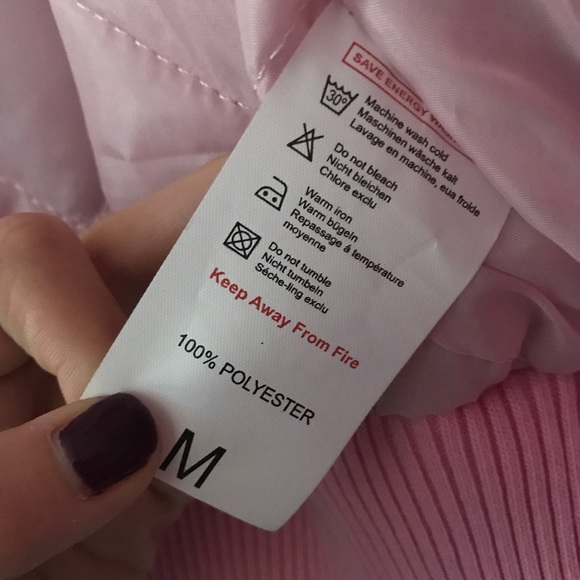 SAVE ENERGY
30°
Machine wash cold
Maschinen wäsche kalt
Lavage en machine, eua froide
Do not bleach
Nicht bleichen
Chlore exclu
Warm iron
Warm bügeln
Repassage á température
moyenne
Do not tumble
Nicht tumbein
Séche-ling exclu
Keep Away From Fire
100% POLYESTER
M